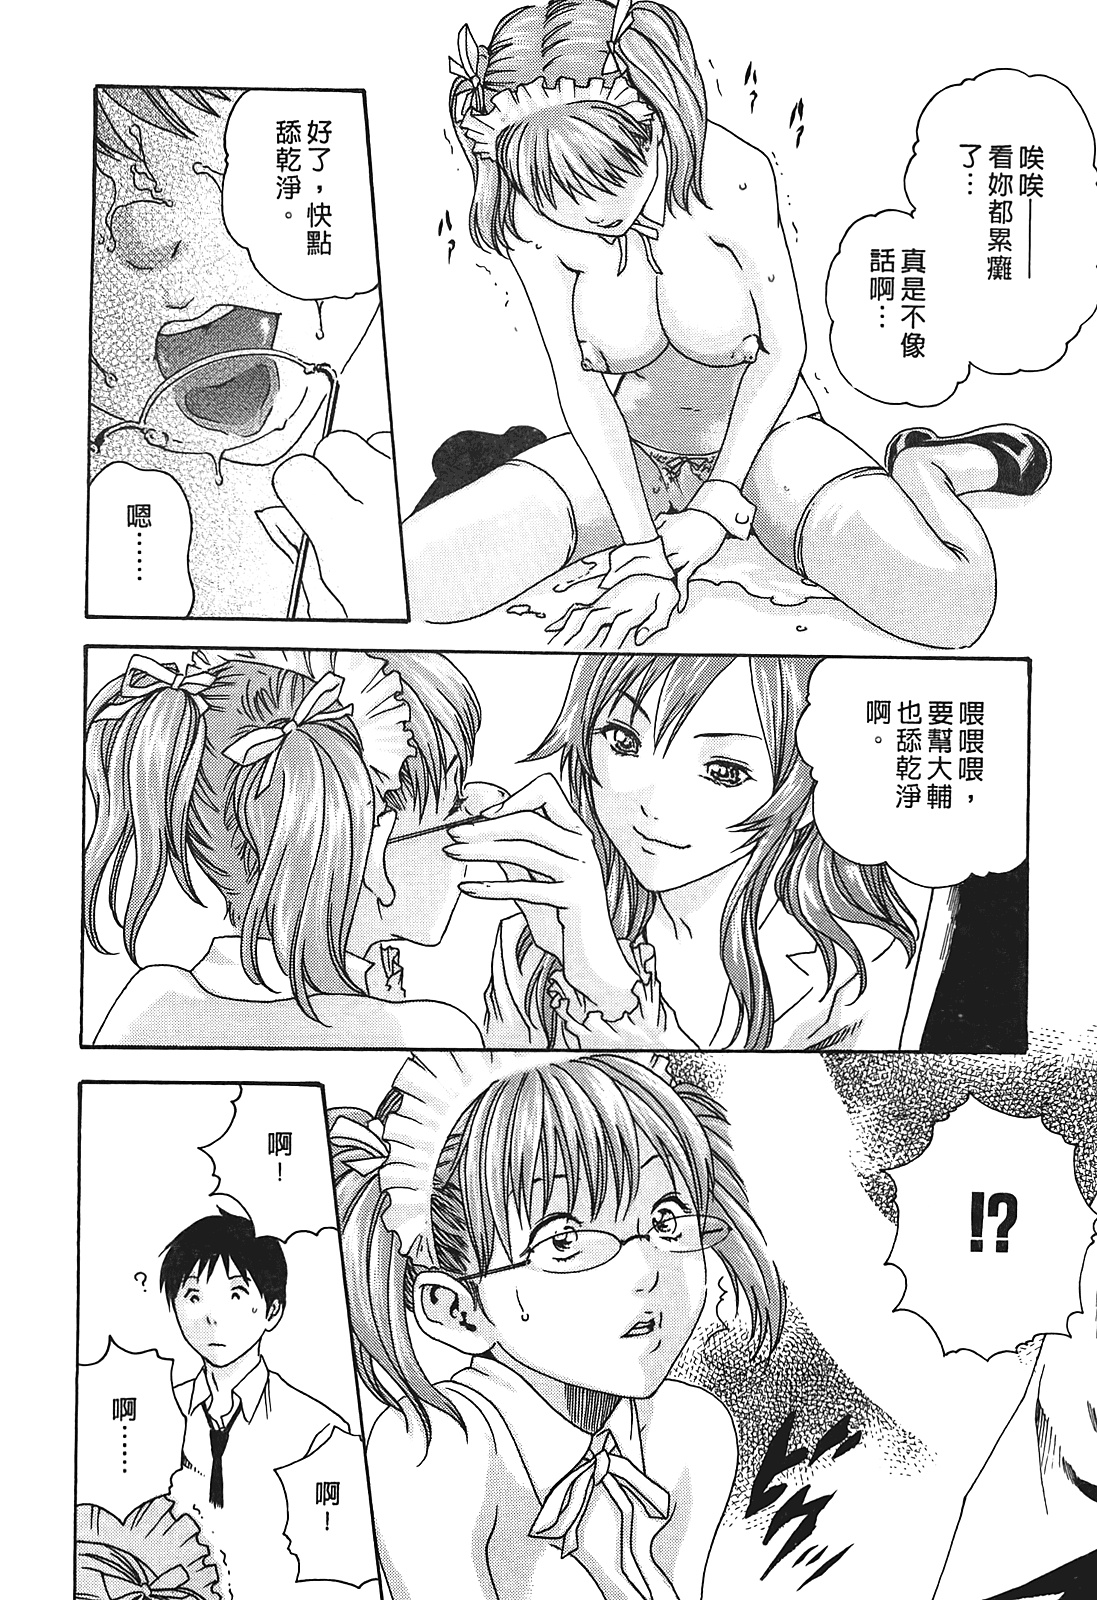 唉唉——
看妳都累癱
了…
真是不像
話啊…
好了，快點
舔乾淨。
嗯……
喂喂喂，
要幫大輔
也舔乾淨
啊。
!?
啊！
?
啊……
啊！